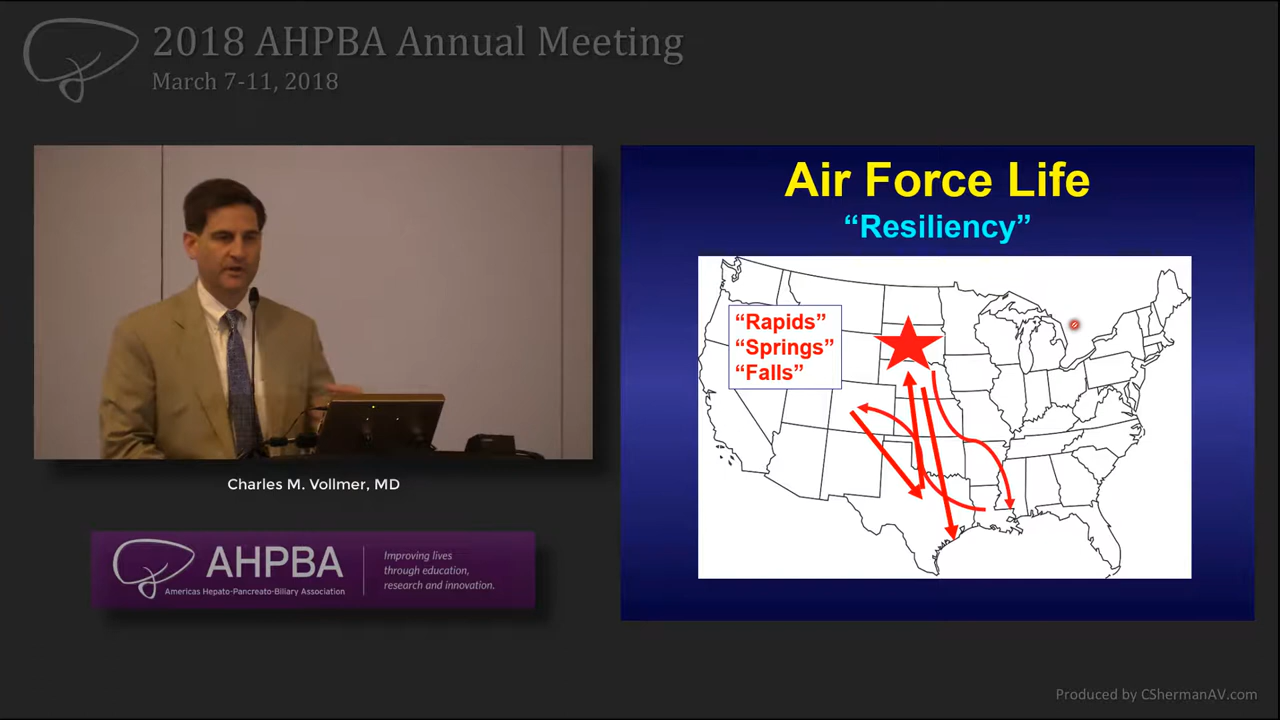 2018 AHPBA Annual Meeting
March 7-11, 2018
Air Force Life
“Resiliency”
“Rapids”
“Springs”
“Falls”
Charles M. Vollmer, MD
AHPBA
Americas Hepato-Pancreato-Biliary Association
Improving lives
through education,
research and innovation.
Produced by CShermanAV.com